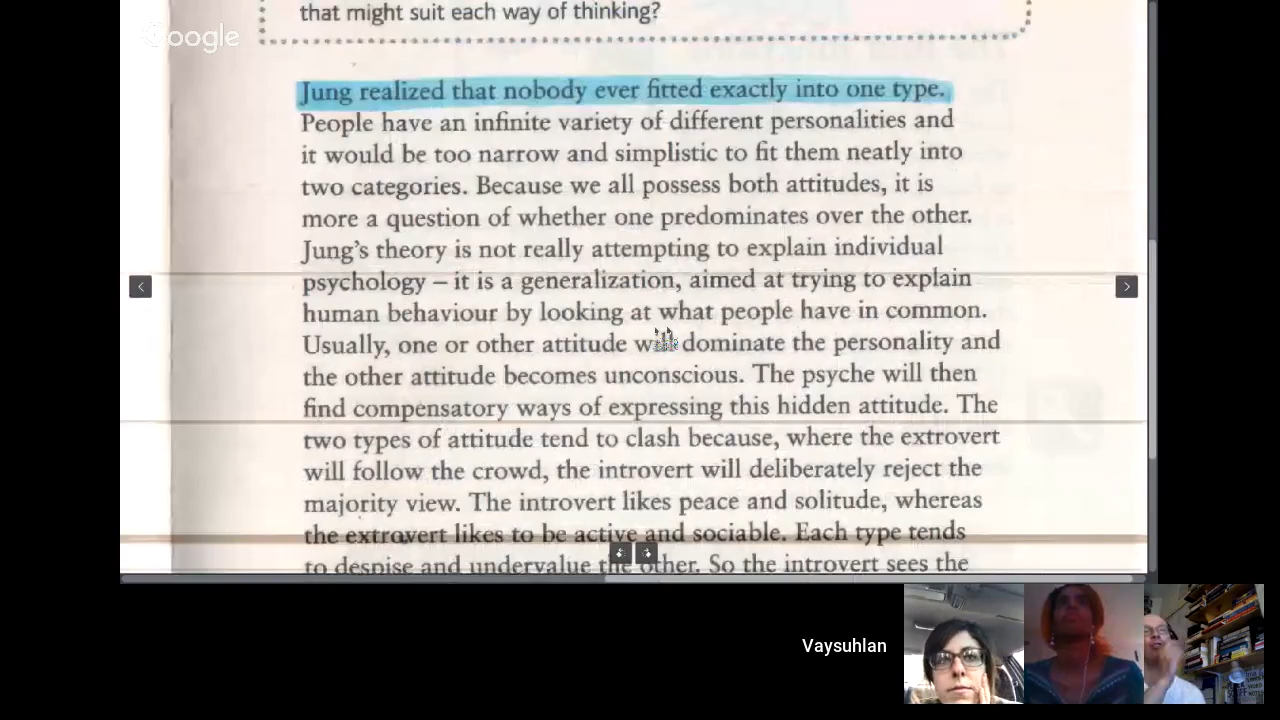 that might suit each way of thinking?
Google
Jung realized that nobody ever fitted exactly into one type.
People have an infinite variety of different personalities and
it would be too narrow and simplistic to fit them neatly into
two categories. Because we all possess both attitudes, it is
more a question of whether one predominates over the other.
Jung's theory is not really attempting to explain individual
psychology – it is a generalization, aimed at trying to explain
human behaviour by looking at what people have in common.
Usually, one or other attitude will dominate the personality and
the other attitude becomes unconscious. The psyche will then
find compensatory ways of expressing this hidden attitude. The
two types of attitude tend to clash because, where the extrovert
will follow the crowd, the introvert will deliberately reject the
majority view. The introvert likes peace and solitude, whereas
the extrovert likes to be active and sociable. Each type tends
to despise and undervalue the other. So the introvert sees the
Vaysuhlan